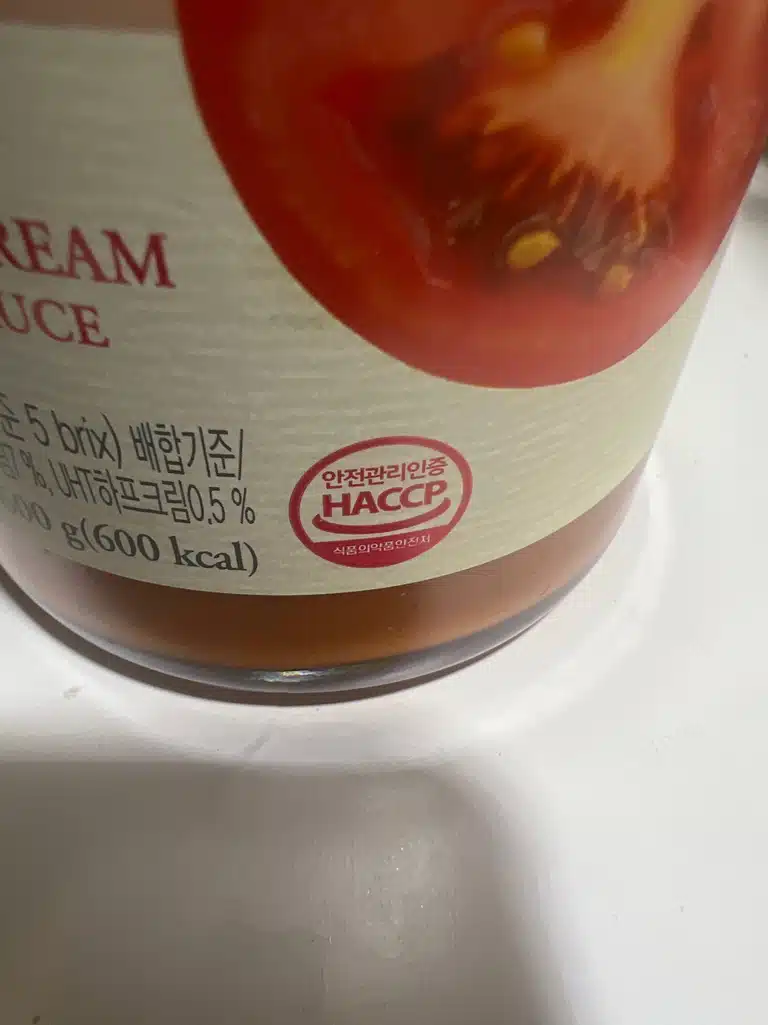 REAM
UCE
5 brix) 배합기준/
%, UHT하프크림0.5 %
g(600 kcal)
안전관리인증
HACCP
식품의약품안전처